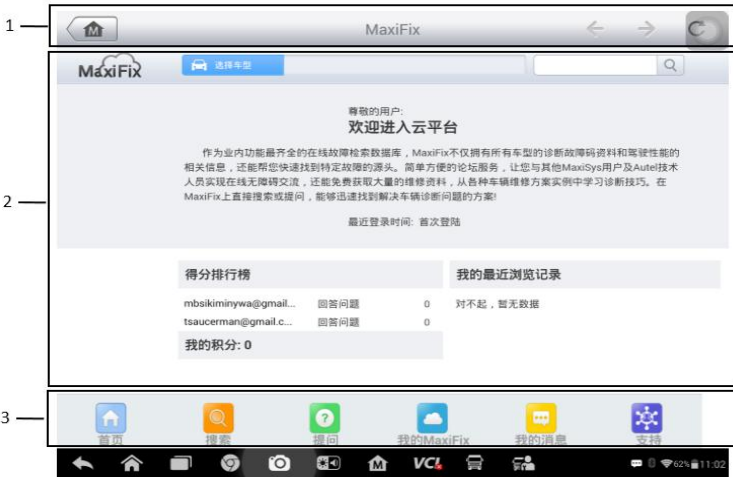 1
MaxiFix
MaxiFix
选择车型
尊敬的用户:
欢迎进入云平台
作为业内功能最齐全的在线故障检索数据库，MaxiFix不仅拥有所有车型的诊断故障码资料和驾驶性能的
相关信息，还能帮您快速找到特定故障的源头。简单方便的论坛服务，让您与其他MaxiSys用户及Autel技术
人员实现在线无障碍交流，还能免费获取大量的维修资料，从各种车辆维修方案实例中学习诊断技巧。在
MaxiFix上直接搜索或提问，能够迅速找到解决车辆诊断问题的方案!
最近登录时间: 首次登陆
2
得分排行榜
我的最近浏览记录
mbsikiminywa@gmail... 回答问题 0
对不起，暂无数据
tsaucerman@gmail.c... 回答问题 0
我的积分: 0
3
首页 搜索 提问 我的MaxiFix 我的消息 支持
M VCI 62% 11:02